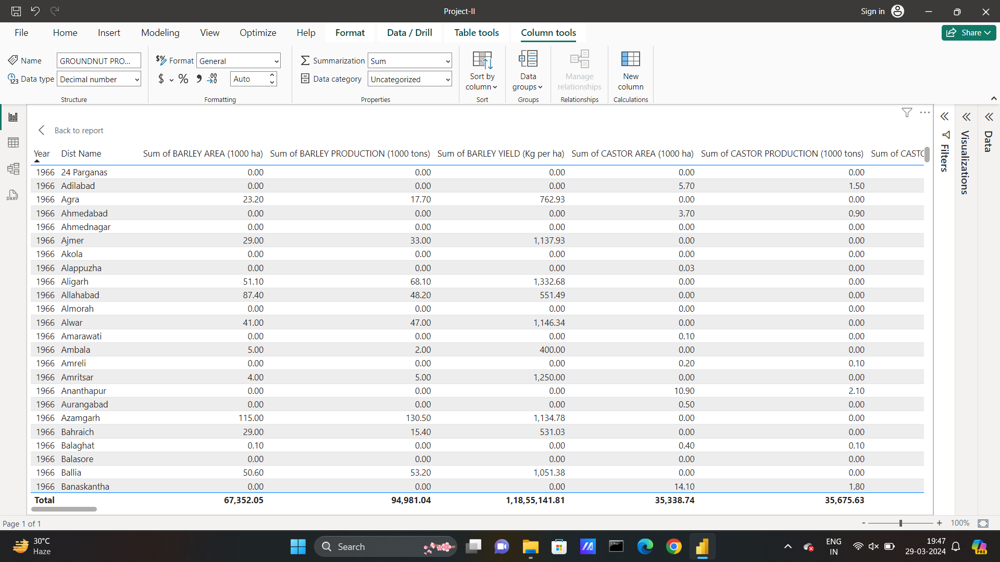 Project-II
Sign in
File Home Insert Modeling View Optimize Help Format Data / Drill Table tools Column tools
Share
Name GROUNDNUT PRO...
Data type Decimal number
Structure
$% Format General
$ % 9 .00 Auto
Formatting
Summarization Sum
Data category Uncategorized
Properties
Sort by
column
Sort
Data
groups
Groups
Manage
relationships
Relationships
New
column
Calculations
Back to report
Year Dist Name Sum of BARLEY AREA (1000 ha) Sum of BARLEY PRODUCTION (1000 tons) Sum of BARLEY YIELD (Kg per ha) Sum of CASTOR AREA (1000 ha) Sum of CASTOR PRODUCTION (1000 tons) Sum of CASTC
1966 24 Parganas 0.00 0.00 0.00 0.00 0.00
1966 Adilabad 0.00 0.00 0.00 5.70 1.50
1966 Agra 23.20 17.70 762.93 0.00 0.00
1966 Ahmedabad 0.00 0.00 0.00 3.70 0.90
1966 Ahmednagar 0.00 0.00 0.00 0.00 0.00
1966 Ajmer 29.00 33.00 1,137.93 0.00 0.00
1966 Akola 0.00 0.00 0.00 0.00 0.00
1966 Alappuzha 0.00 0.00 0.00 0.03 0.00
1966 Aligarh 51.10 68.10 1,332.68 0.00 0.00
1966 Allahabad 87.40 48.20 551.49 0.00 0.00
1966 Almorah 0.00 0.00 0.00 0.00 0.00
1966 Alwar 41.00 47.00 1,146.34 0.00 0.00
1966 Amarawati 0.00 0.00 0.00 0.10 0.00
1966 Ambala 5.00 2.00 400.00 0.00 0.00
1966 Amreli 0.00 0.00 0.00 0.20 0.10
1966 Amritsar 4.00 5.00 1,250.00 0.00 0.00
1966 Ananthapur 0.00 0.00 0.00 10.90 2.10
1966 Aurangabad 0.00 0.00 0.00 0.50 0.00
1966 Azamgarh 115.00 130.50 1,134.78 0.00 0.00
1966 Bahraich 29.00 15.40 531.03 0.00 0.00
1966 Balaghat 0.10 0.00 0.00 0.40 0.10
1966 Balasore 0.00 0.00 0.00 0.00 0.00
1966 Ballia 50.60 53.20 1,051.38 0.00 0.00
1966 Banaskantha 0.00 0.00 0.00 14.10 1.80
Total 67,352.05 94,981.04 1,18,55,141.81 35,338.74 35,675.63
Filters
Visualizations
Data
DAX
Page 1 of 1
- + 100%
30°C
Haze
Search
ENG
IN
19:47
29-03-2024
PRE